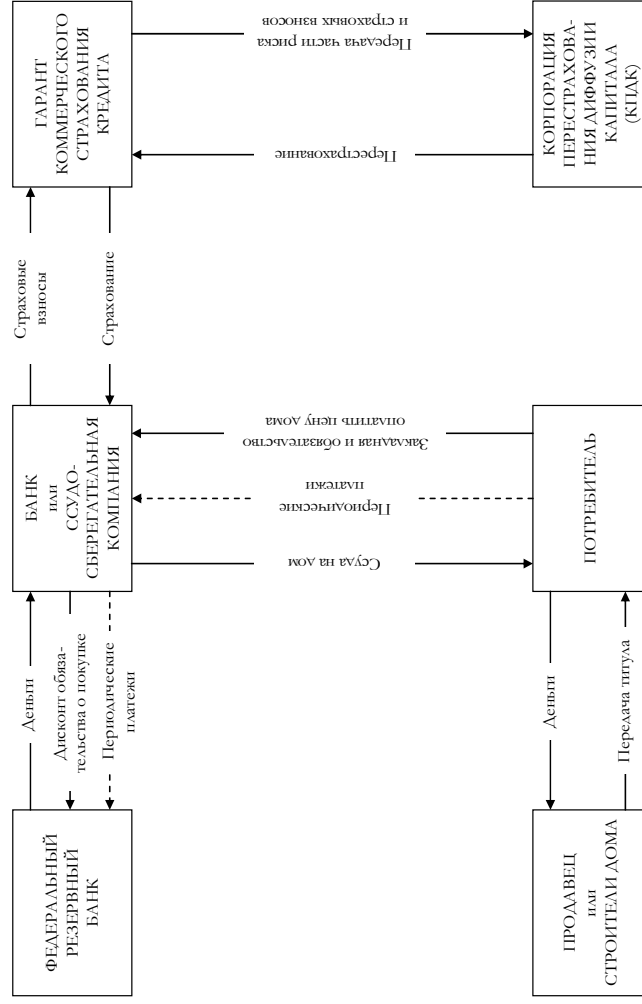 ФЕДЕРАЛЬНЫЙ
РЕЗЕРВНЫЙ
БАНК
Деньги
Дисконт обяза-
тельства о покупке
Периодические
платежи
БАНК
или
ССУДО-
СБЕРЕГАТЕЛЬНАЯ
КОМПАНИЯ
Страховые
взносы
Страхование
ГАРАНТ
КОММЕРЧЕСКОГО
СТРАХОВАНИЯ
КРЕДИТА
Ссуда на дом
Периодические
платежи
Закладная и обязательство
оплатить цену дома
Перестрахование
Передача части риска
и страховых взносов
ПРОДАВЕЦ
или
СТРОИТЕЛИ ДОМА
Деньги
Передача титула
ПОТРЕБИТЕЛЬ
КОРПОРАЦИЯ
ПЕРЕСТРАХОВА-
НИЯ ДИФФУЗИИ
КАПИТАЛА
(КПДК)